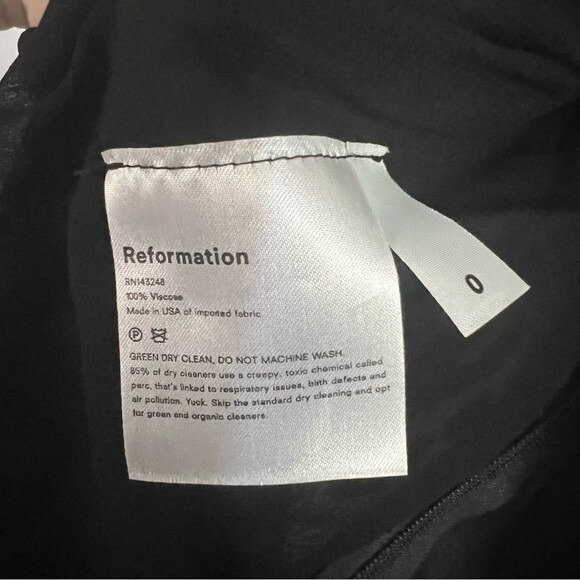 Reformation
RN143248
100% Viscose
Made in USA of imported fabric
P
GREEN DRY CLEAN, DO NOT MACHINE WASH.
85% of dry cleaners use a creepy, toxic chemical called
perc, that's linked to respiratory issues, birth defects and
air pollution. Yuck. Skip the standard dry cleaning and opt
for green and organic cleaners.
0